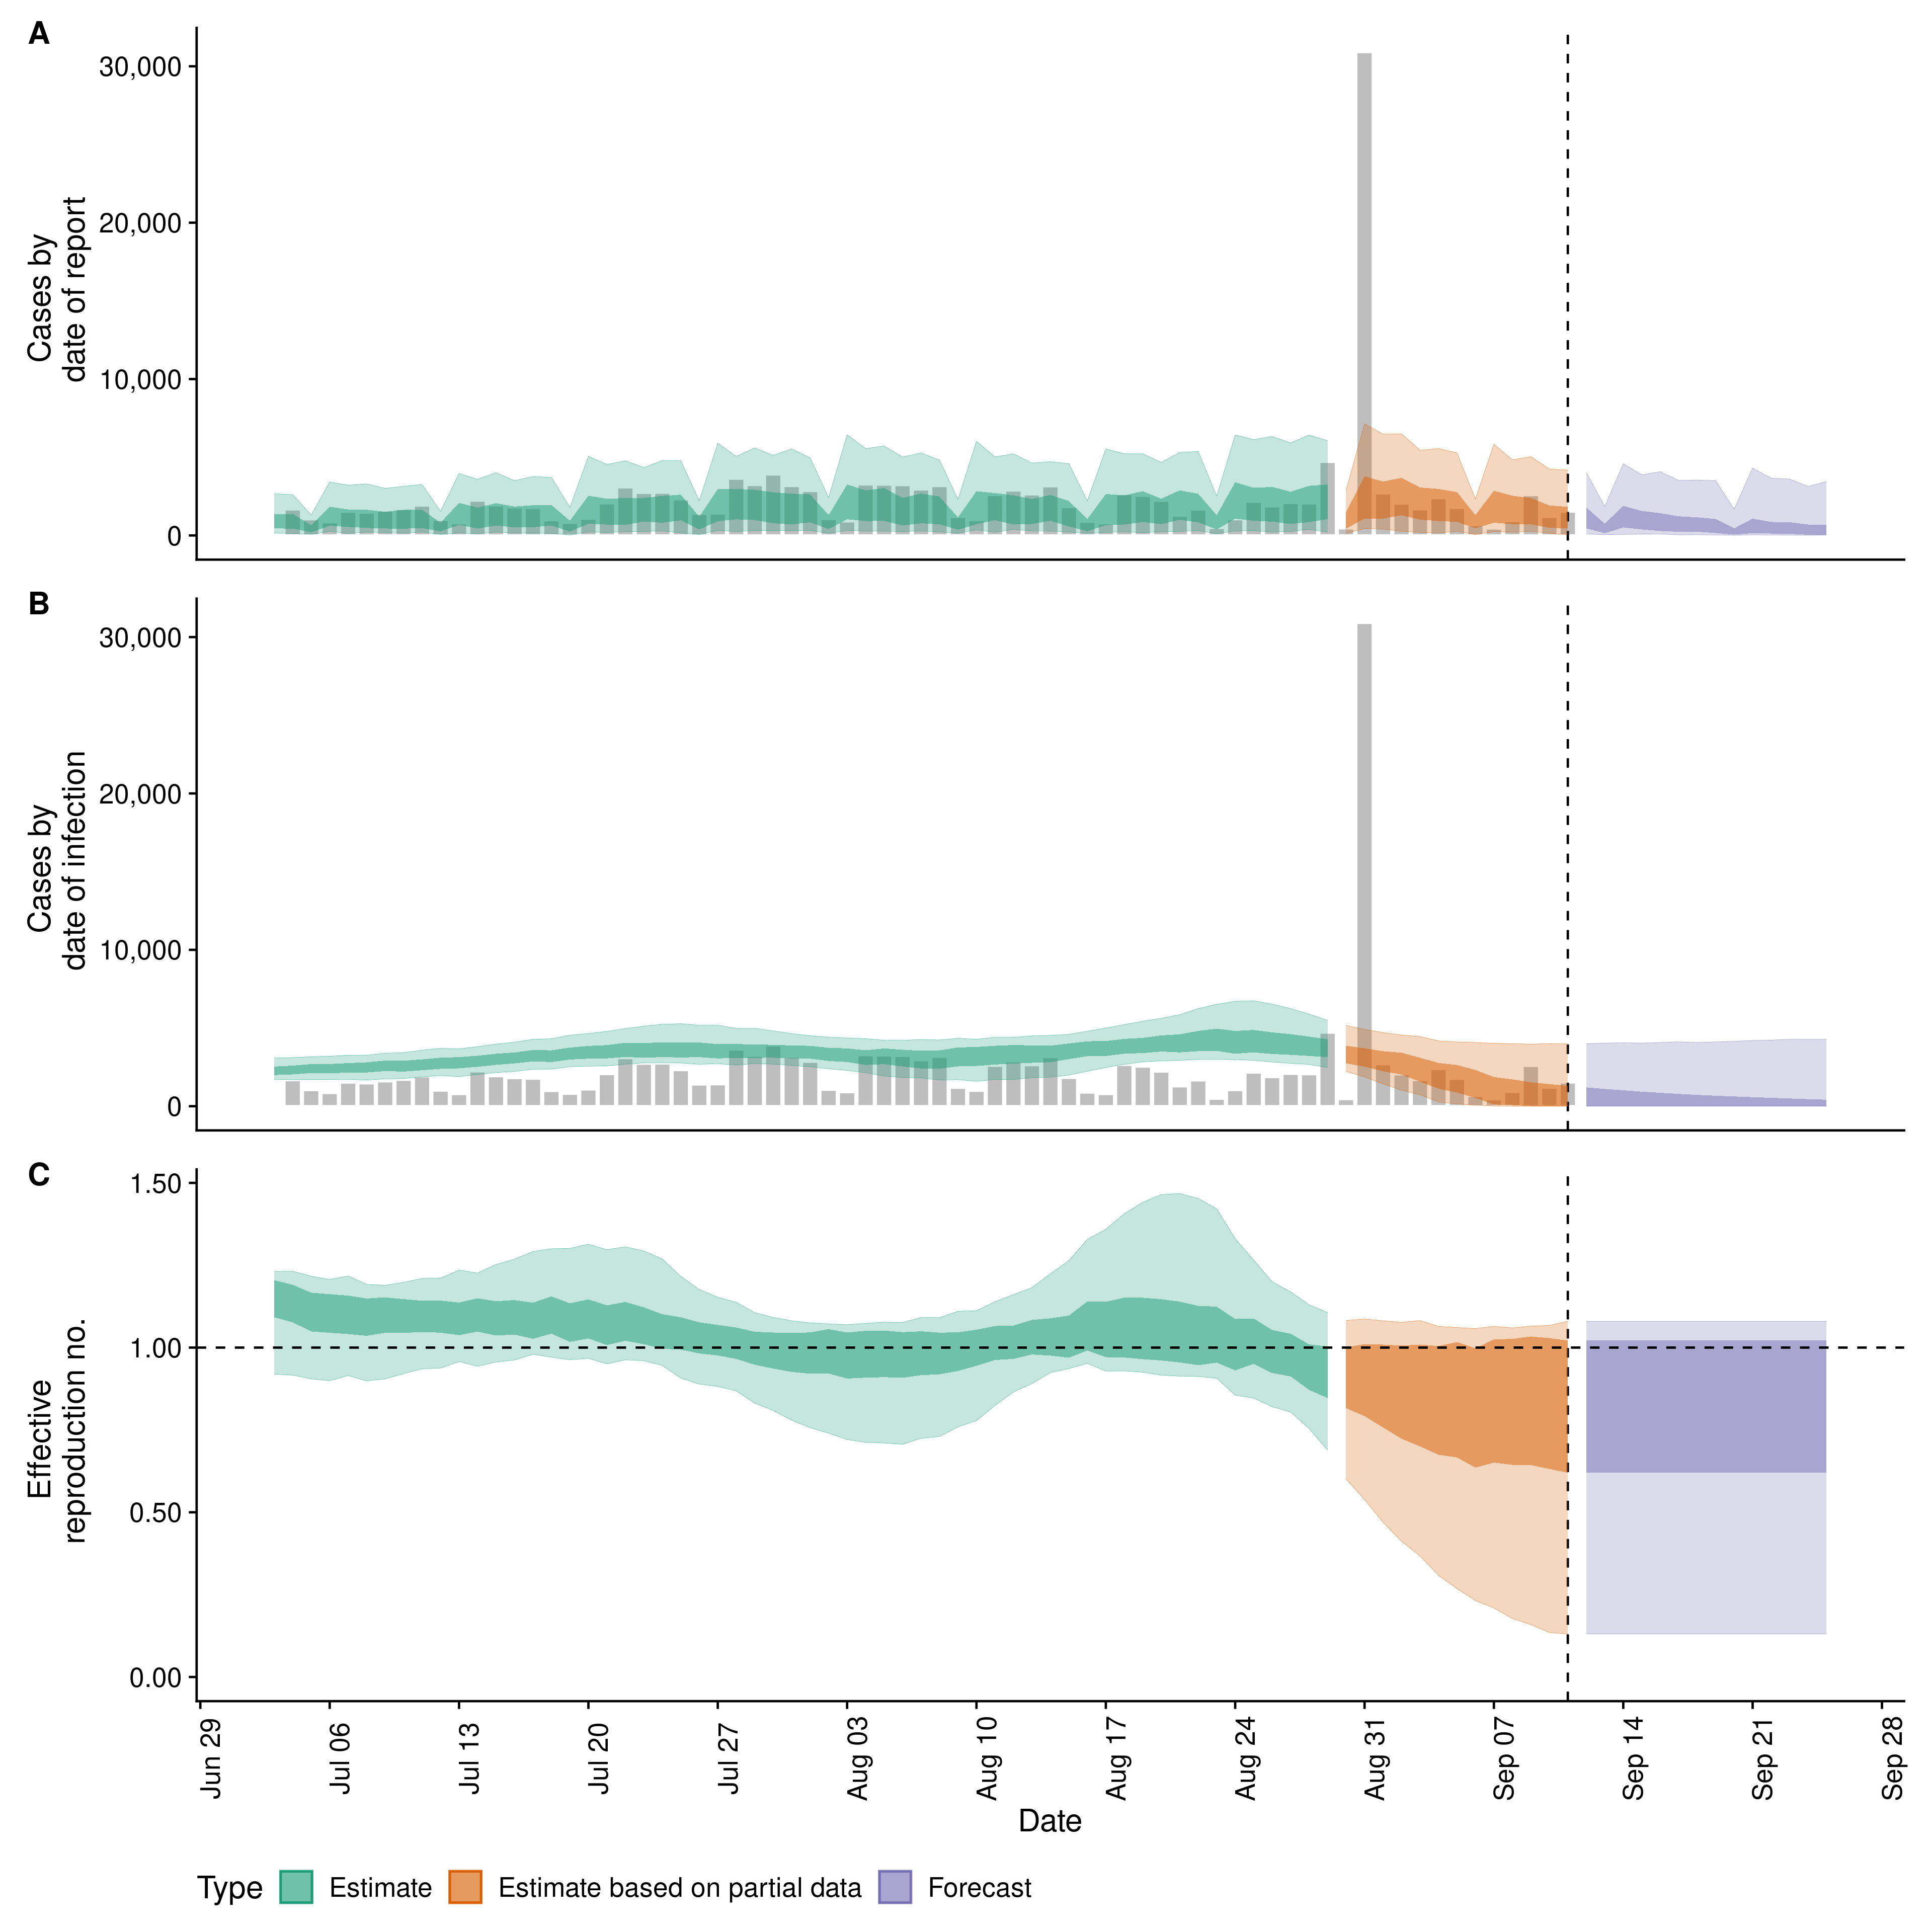 A
30,000
20,000
10,000
0
Cases by
date of report
B
30,000
20,000
10,000
0
Cases by
date of infection
C
1.50
1.00
0.50
0.00
Effective
reproduction no.
Jun 29
Jul 06
Jul 13
Jul 20
Jul 27
Aug 03
Aug 10
Aug 17
Aug 24
Aug 31
Sep 07
Sep 14
Sep 21
Sep 28
Date
Type Estimate Estimate based on partial data Forecast